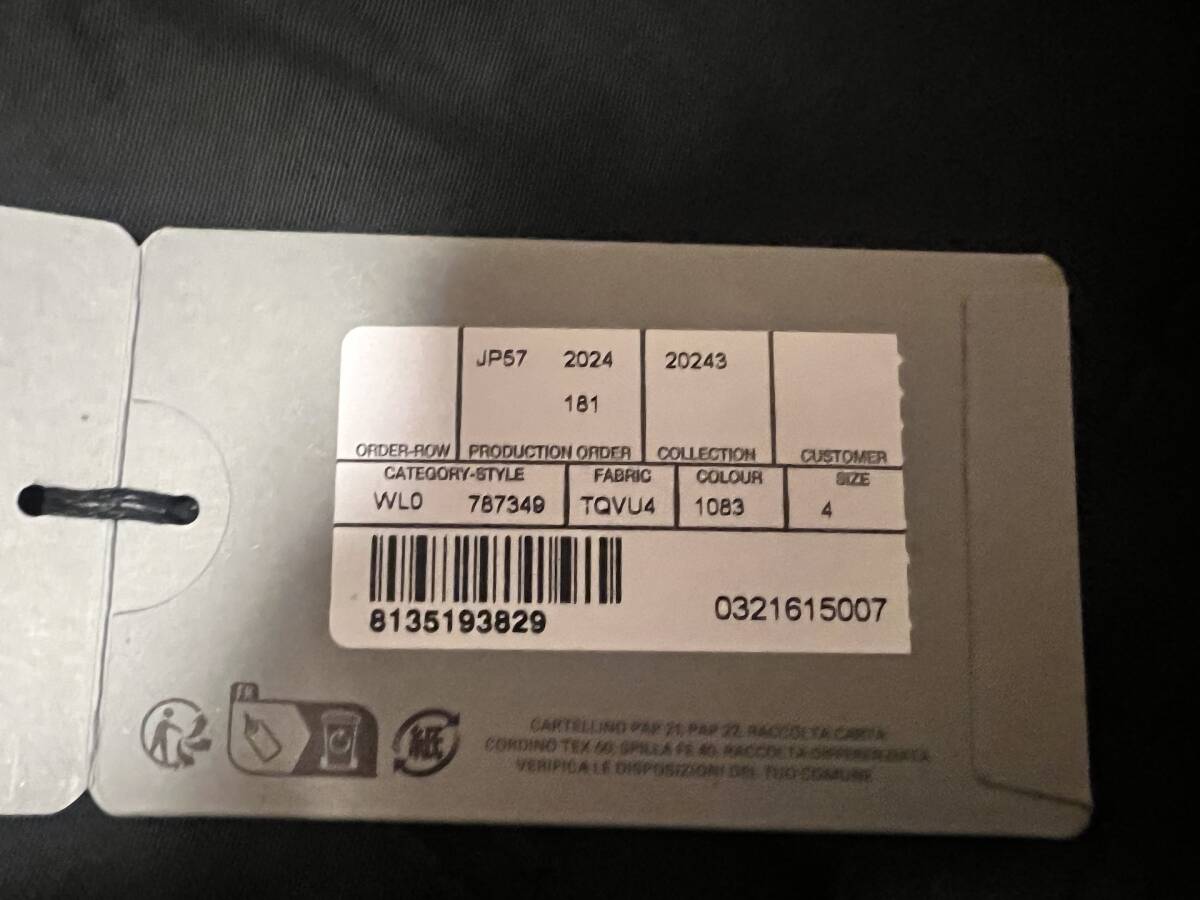 JP57 2024 20243
181
ORDER-ROW PRODUCTION ORDER COLLECTION CUSTOMER
CATEGORY-STYLE FABRIC COLOUR SIZE
WL0 787349 TQVU4 1083 4
8135193829 0321615007
FR
紙
CARTELLINO PAP 21, PAP 22. RACCOLTA CARTA
CORDINO TEX 60, SPILLA FE 40. RACCOLTA DIFFERENZIATA
VERIFICA LE DISPOSIZIONI DEL TUO COMUNE